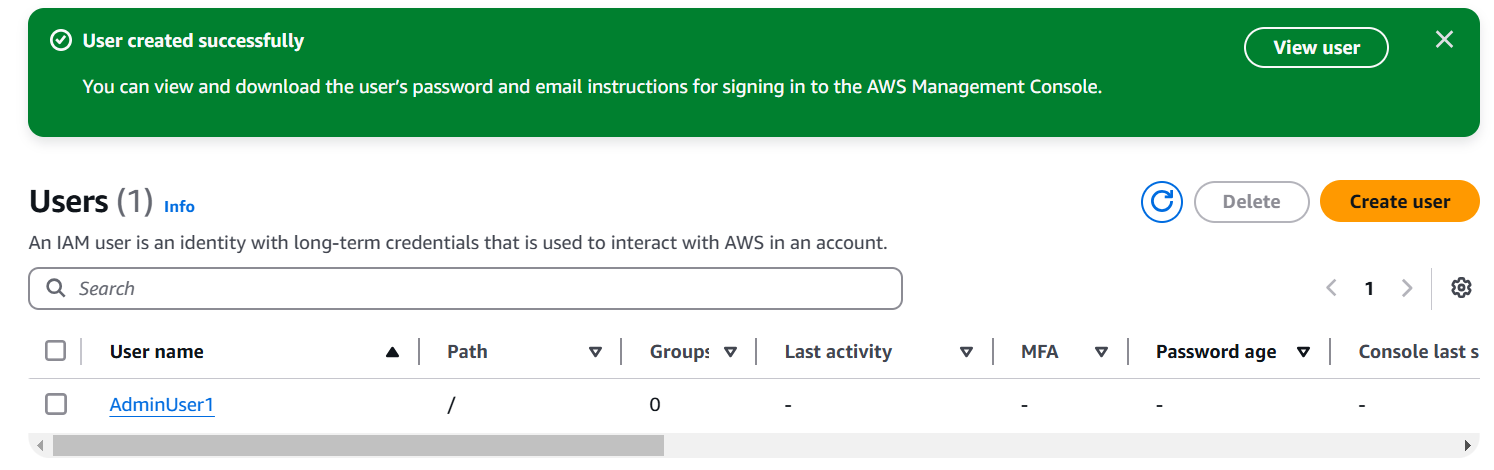 User created successfully
View user
You can view and download the user’s password and email instructions for signing in to the AWS Management Console.
Users (1) Info
Delete
Create user
An IAM user is an identity with long-term credentials that is used to interact with AWS in an account.
Search
1
User name Path Groups Last activity MFA Password age Console last s
AdminUser1 / 0 - - - -